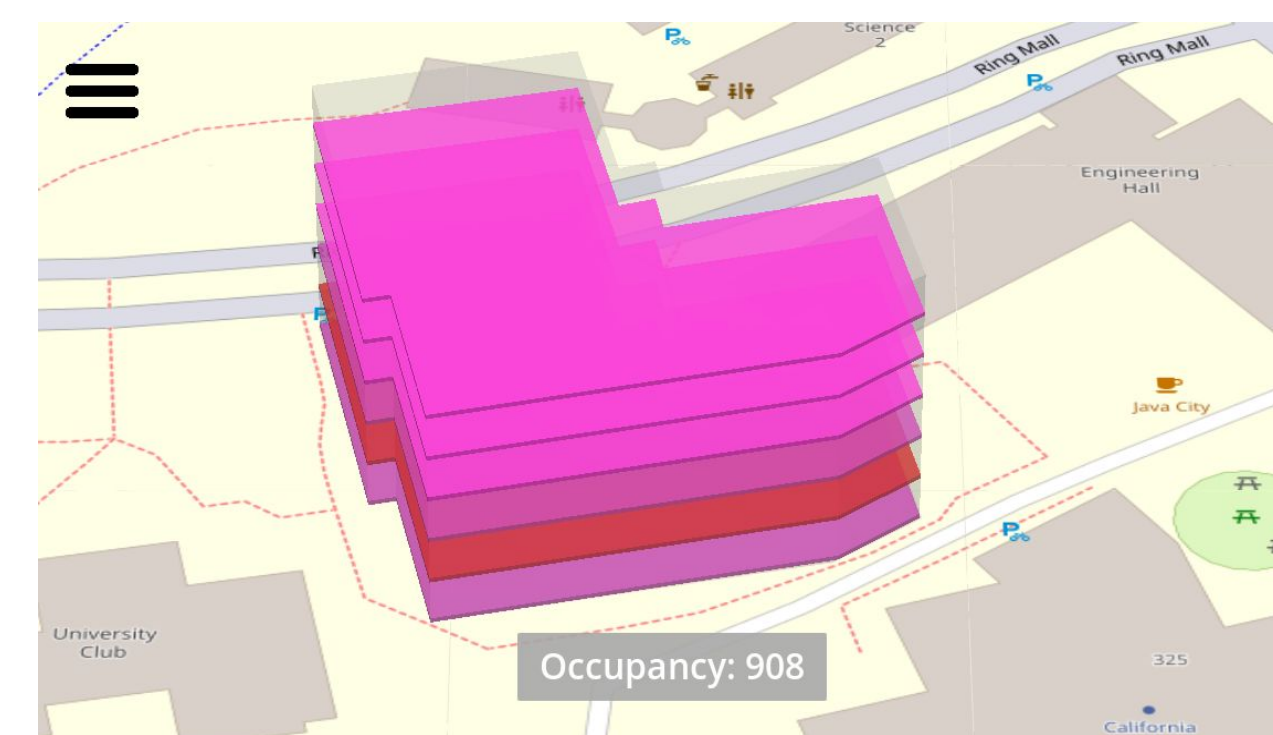 Science
2
Ring Mall
Ring Mall
Engineering
Hall
Java City
University
Club
Occupancy: 908
325
California